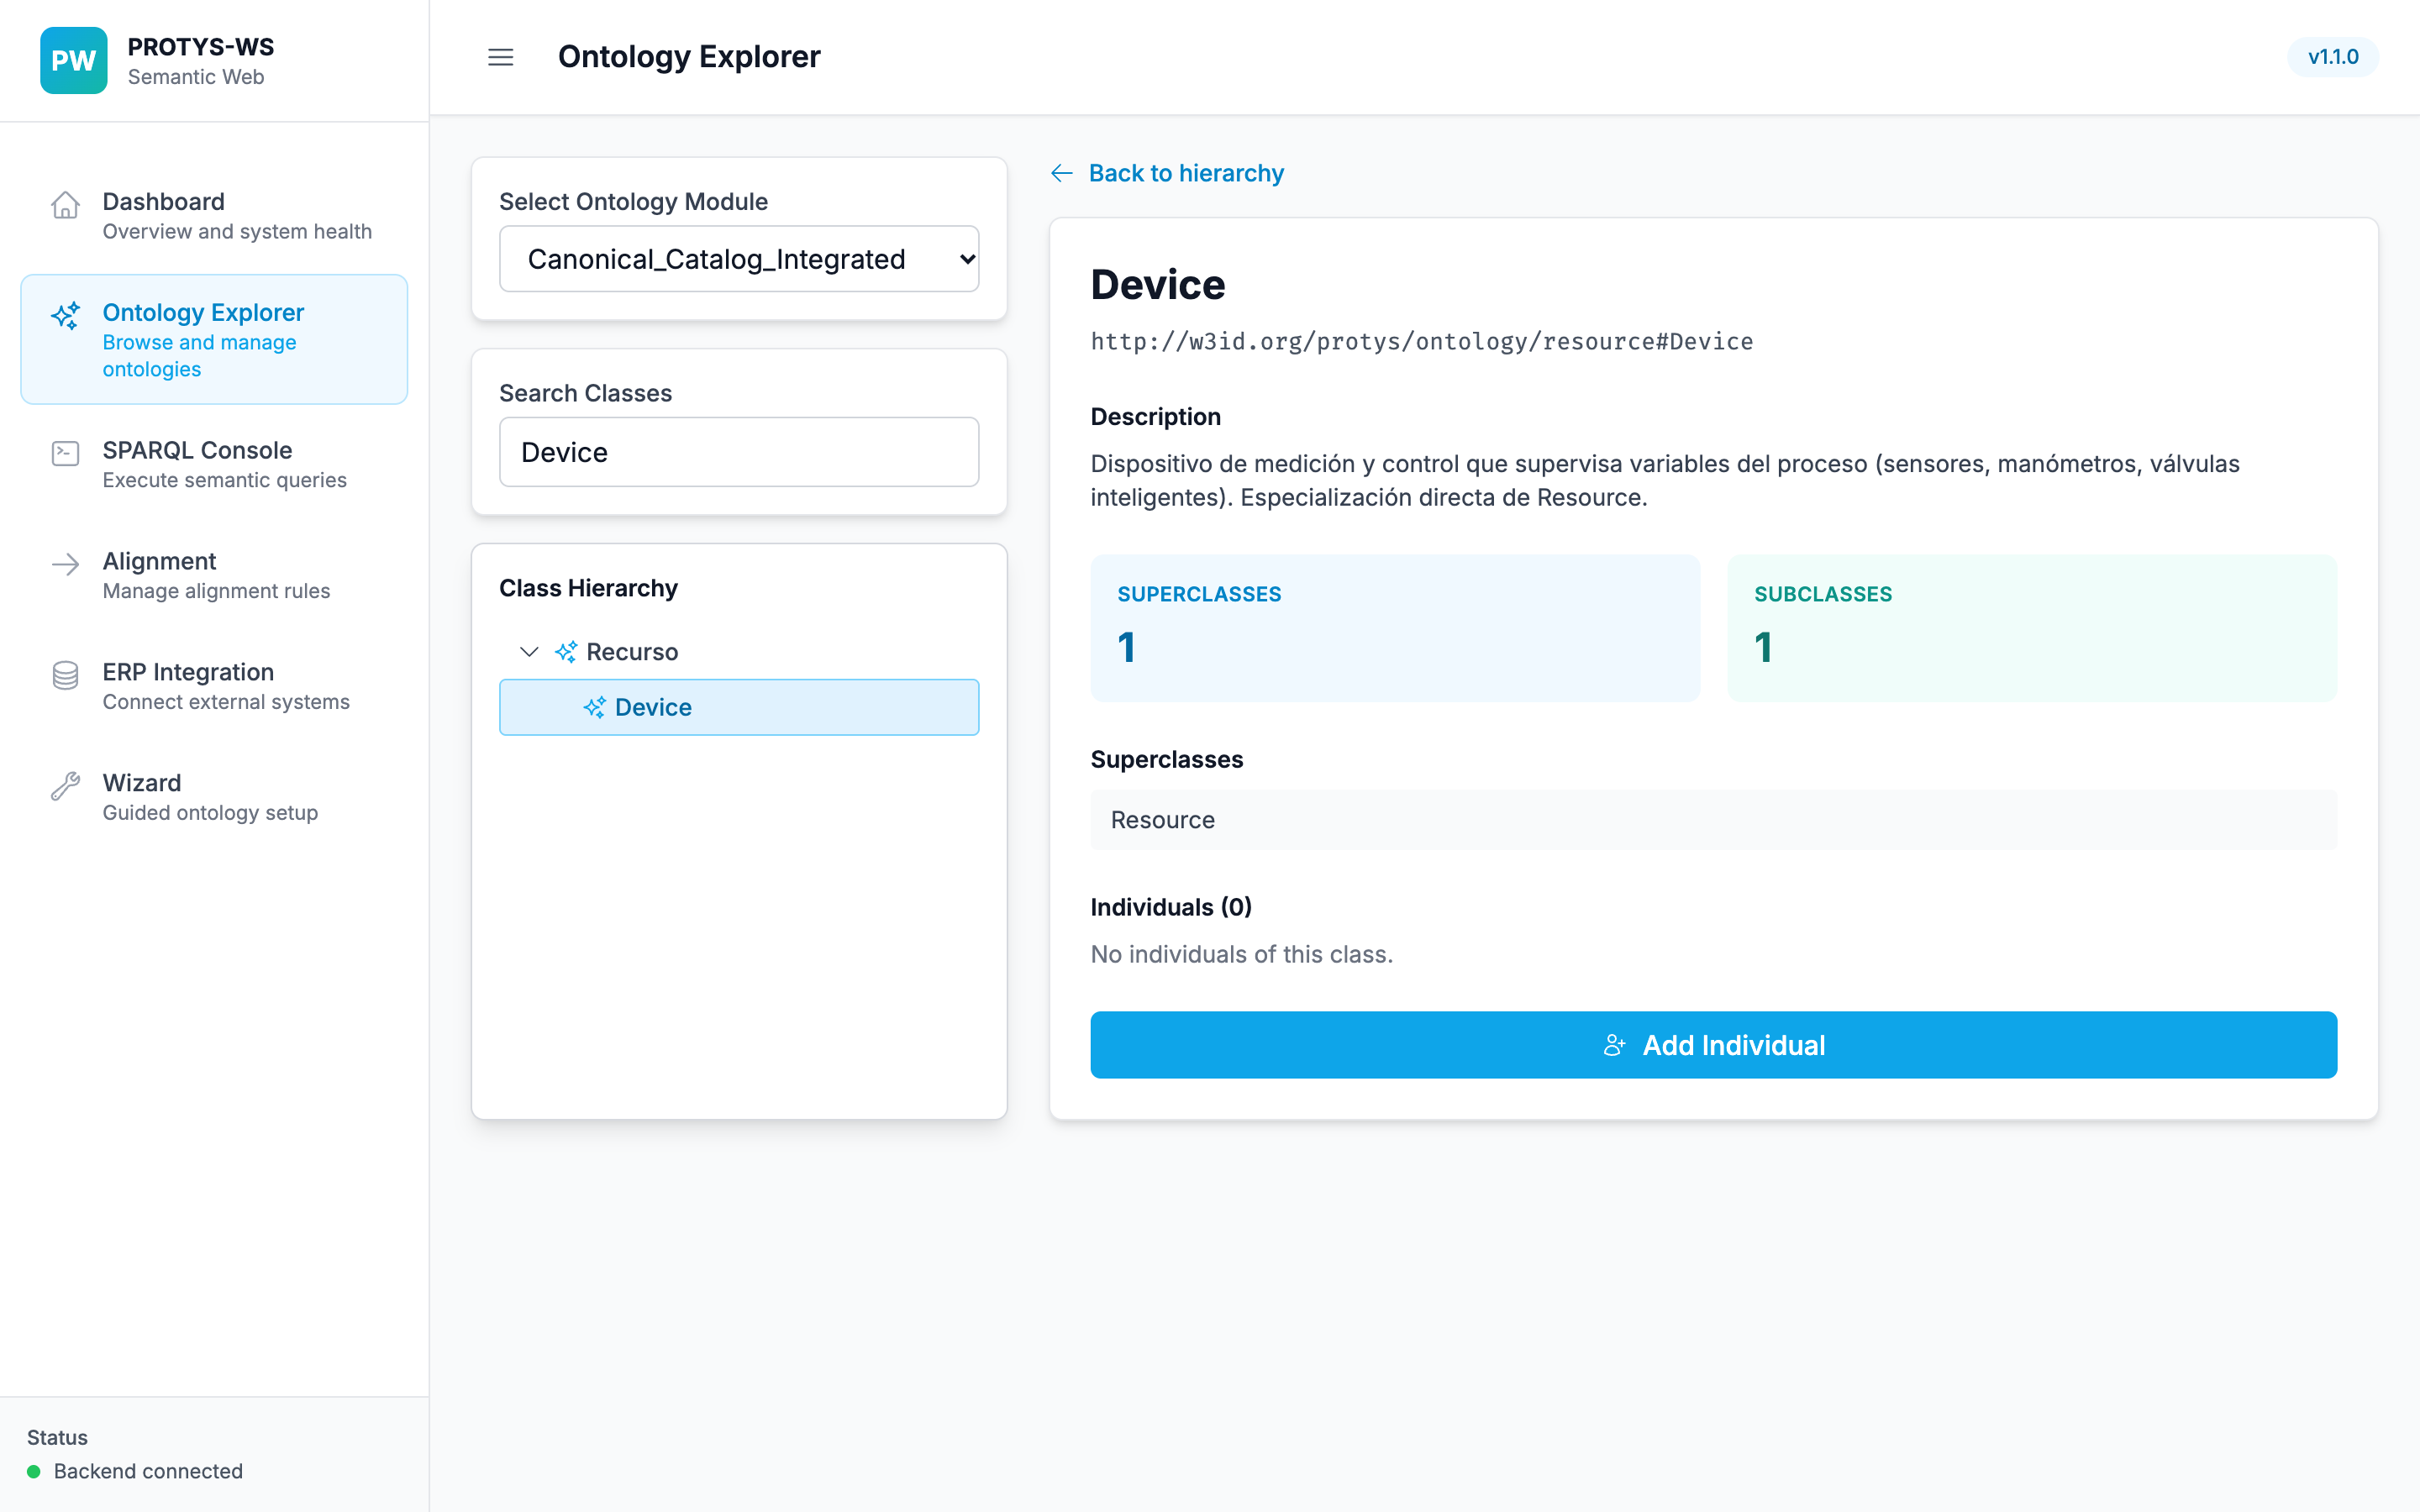 PW
PROTYS-WS
Semantic Web
Dashboard
Overview and system health
Ontology Explorer
Browse and manage
ontologies
SPARQL Console
Execute semantic queries
Alignment
Manage alignment rules
ERP Integration
Connect external systems
Wizard
Guided ontology setup
Status
Backend connected
Ontology Explorer
v1.1.0
Select Ontology Module
Canonical_Catalog_Integrated
Search Classes
Device
Class Hierarchy
Recurso
Device
Back to hierarchy
Device
http://w3id.org/protys/ontology/resource#Device
Description
Dispositivo de medición y control que supervisa variables del proceso (sensores, manómetros, válvulas
inteligentes). Especialización directa de Resource.
SUPERCLASSES
1
SUBCLASSES
1
Superclasses
Resource
Individuals (0)
No individuals of this class.
Add Individual